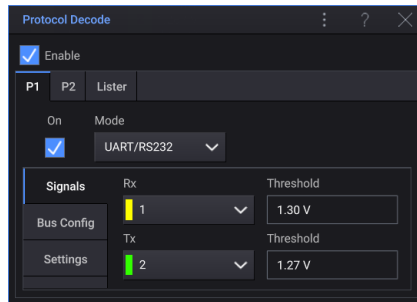 Protocol Decode
?
Enable
P1 P2 Lister
On Mode
UART/RS232
Signals Rx Threshold
1 1.30 V
Bus Config
Tx Threshold
Settings 2 1.27 V